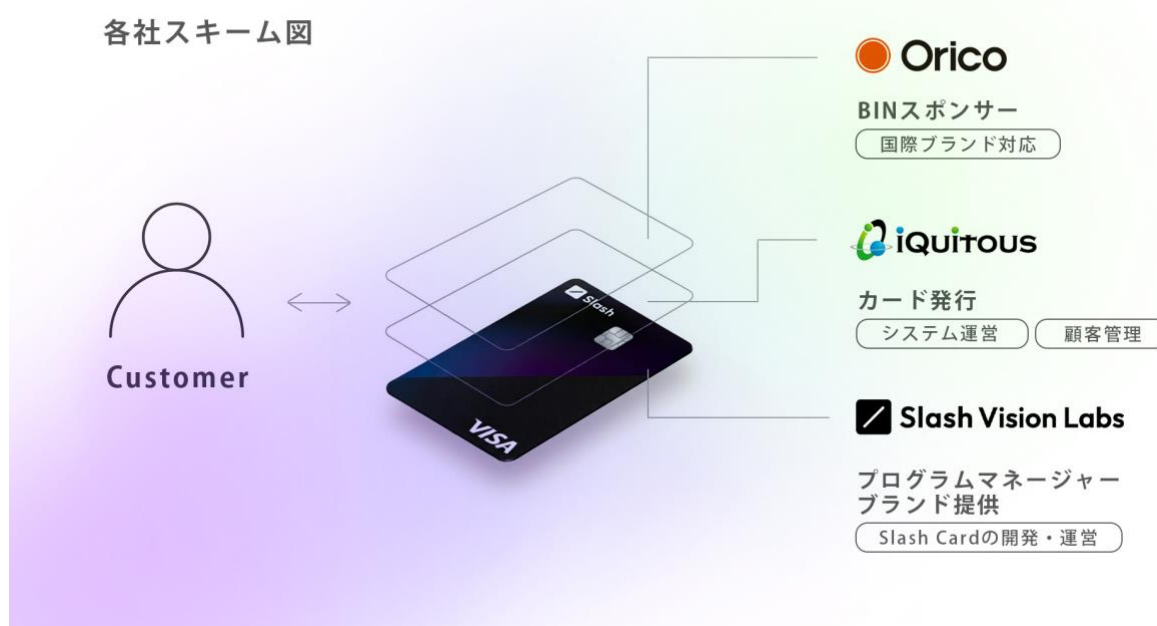 各社スキーム図
Orico
BINスポンサー
国際ブランド対応
iQuitous
カード発行
システム運営
顧客管理
Slash
VISA
Customer
Slash Vision Labs
プログラムマネージャー
ブランド提供
Slash Cardの開発・運営